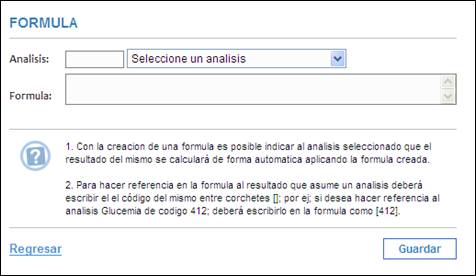 FORMULA
Analisis: Seleccione un analisis
Formula:
1. Con la creacion de una formula es posible indicar al analisis seleccionado que el
resultado del mismo se calculará de forma automatica aplicando la formula creada.
2. Para hacer referencia en la formula al resultado que asume un analisis deberá
escribir el el código del mismo entre corchetes []; por ej; si desea hacer referencia al
analisis Glucemia de codigo 412; deberá escribirlo en la formula como [412].
Regresar Guardar